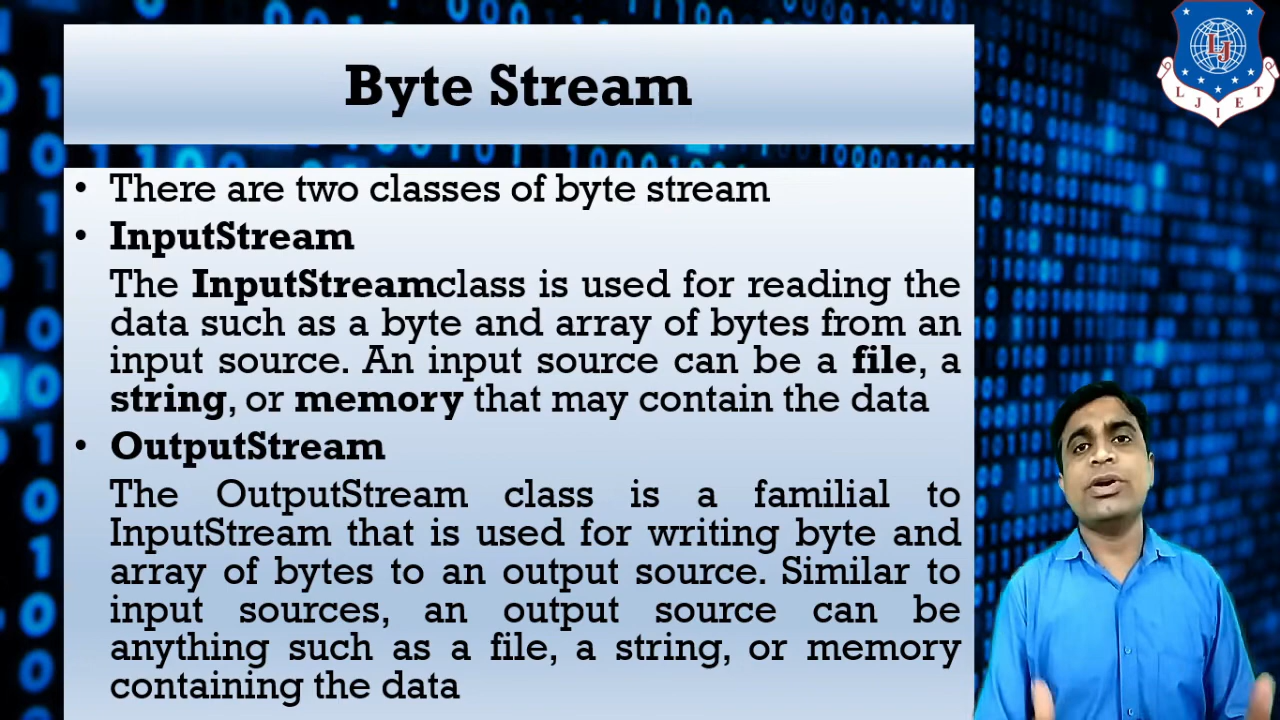 Byte Stream
LJ
L J I E T
• There are two classes of byte stream
• InputStream
The InputStreamclass is used for reading the
data such as a byte and array of bytes from an
input source. An input source can be a file, a
string, or memory that may contain the data
• OutputStream
The OutputStream class is a familial to
InputStream that is used for writing byte and
array of bytes to an output source. Similar to
input sources, an output source can be
anything such as a file, a string, or memory
containing the data